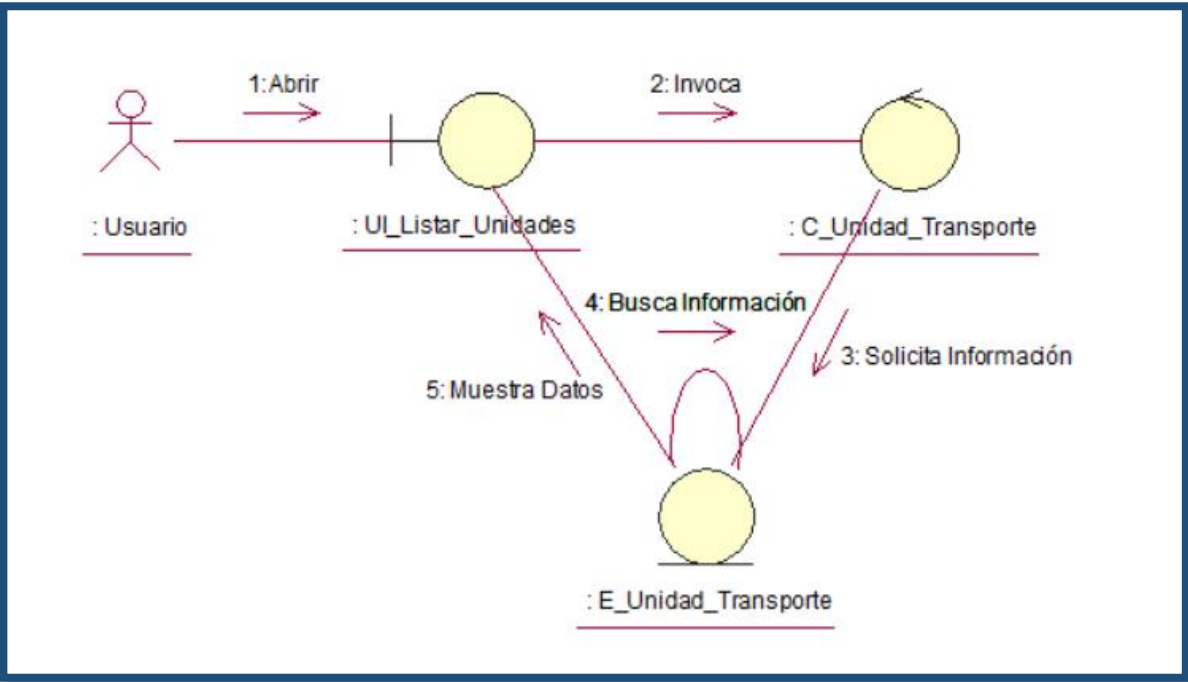 1: Abrir
2: Invoca
: Usuario
: UI_Listar_Unidades
: C_Unidad_Transporte
4: Busca Información
3: Solicita Información
5: Muestra Datos
: E_Unidad_Transporte